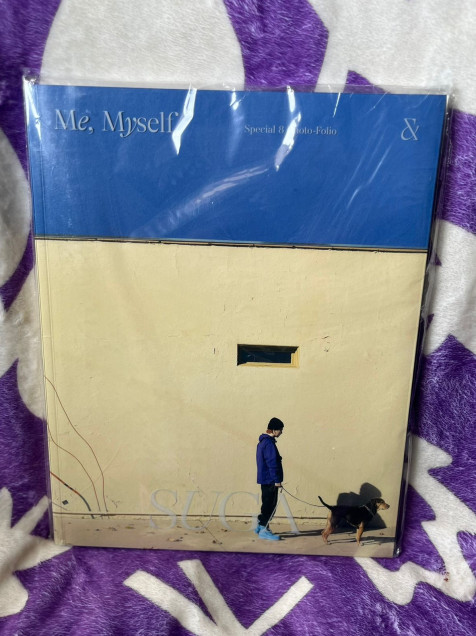 Me, Myself
Special 8 Photo-Folio
&
SUGA